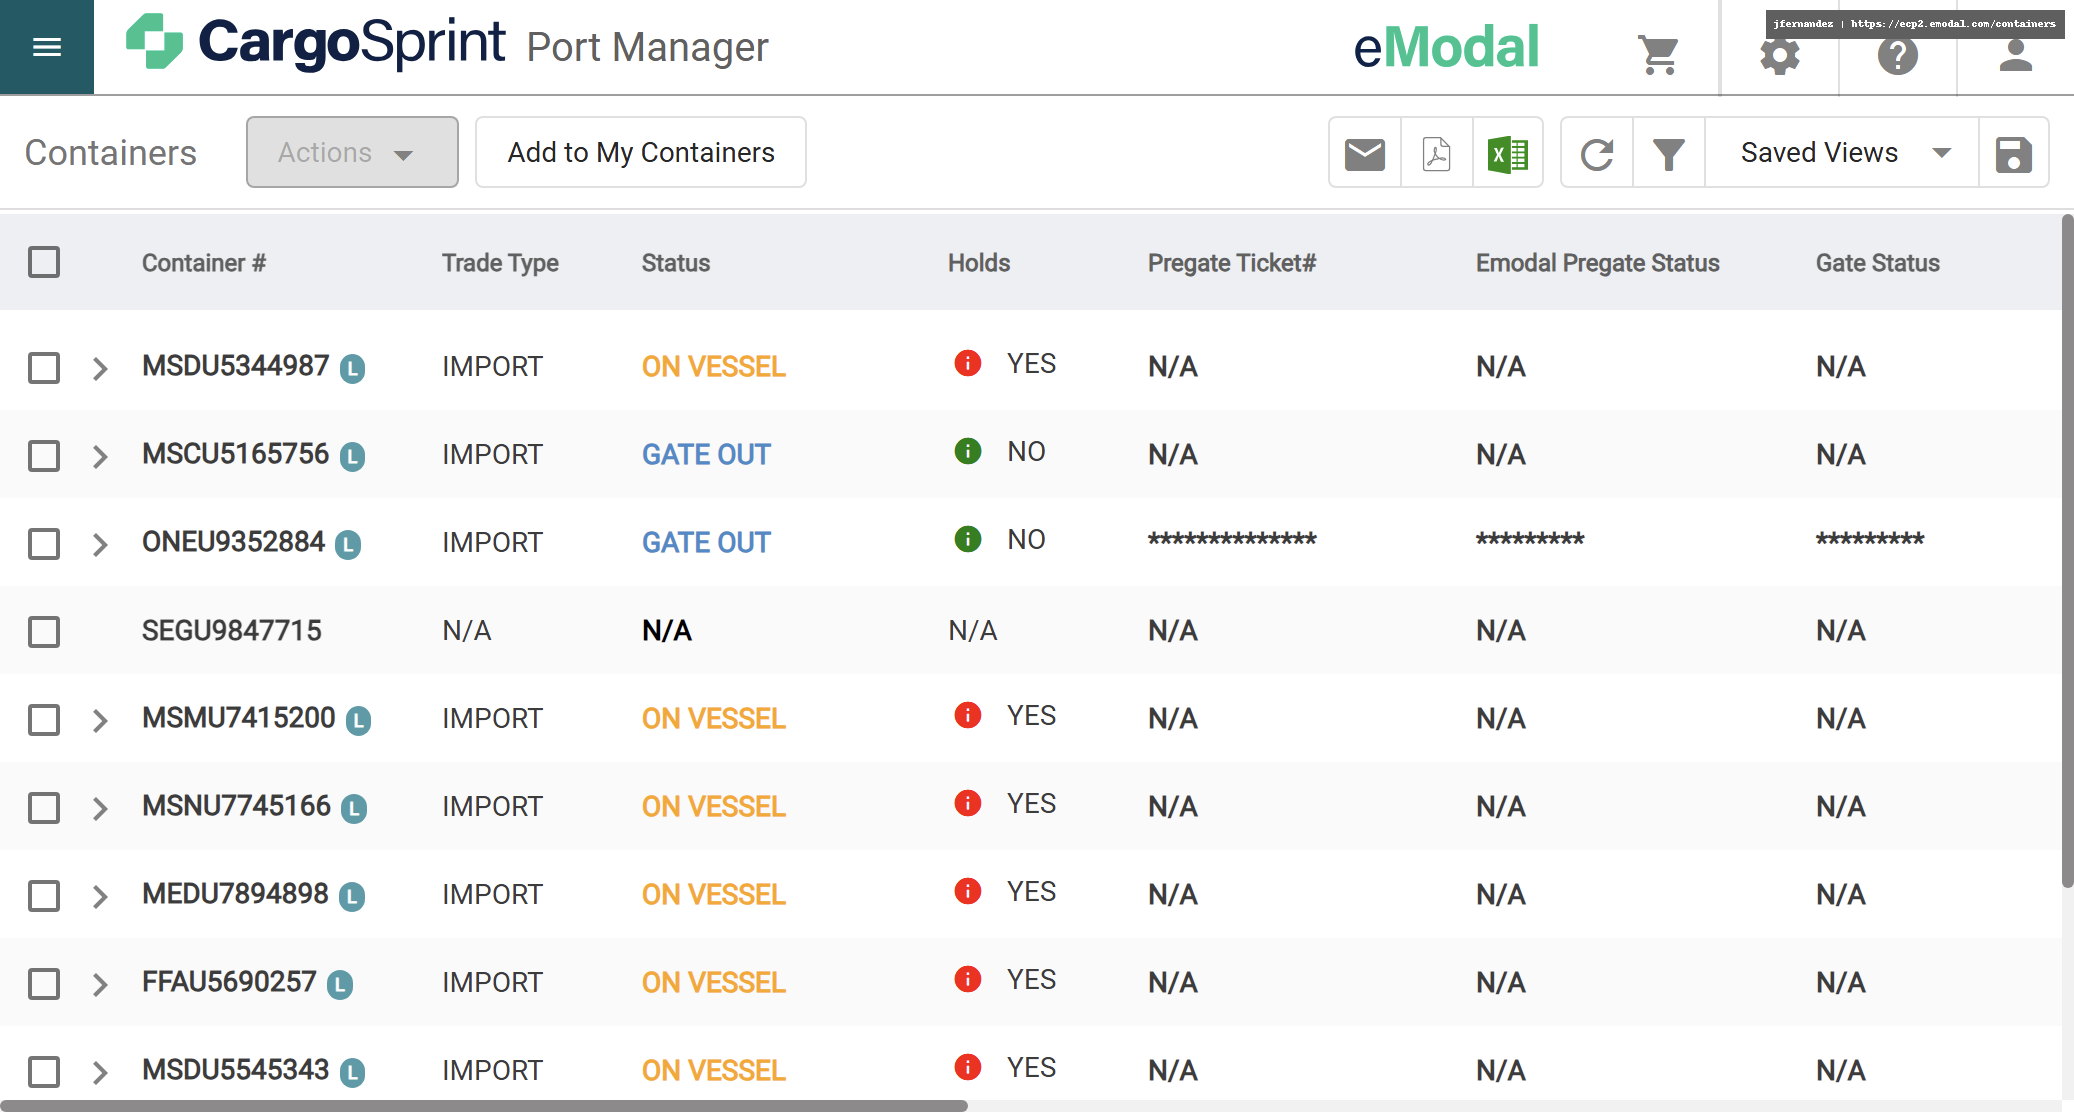 CargoSprint Port Manager
eModal
jfernandez | https://ecp2.emodal.com/containers
Containers
Actions
Add to My Containers
Saved Views
Container # Trade Type Status Holds Pregate Ticket# Emodal Pregate Status Gate Status
MSDU5344987 L IMPORT ON VESSEL YES N/A N/A N/A
MSCU5165756 L IMPORT GATE OUT NO N/A N/A N/A
ONEU9352884 L IMPORT GATE OUT NO ************** ********* *********
SEGU9847715 N/A N/A N/A N/A N/A N/A
MSMU7415200 L IMPORT ON VESSEL YES N/A N/A N/A
MSNU7745166 L IMPORT ON VESSEL YES N/A N/A N/A
MEDU7894898 L IMPORT ON VESSEL YES N/A N/A N/A
FFAU5690257 L IMPORT ON VESSEL YES N/A N/A N/A
MSDU5545343 L IMPORT ON VESSEL YES N/A N/A N/A